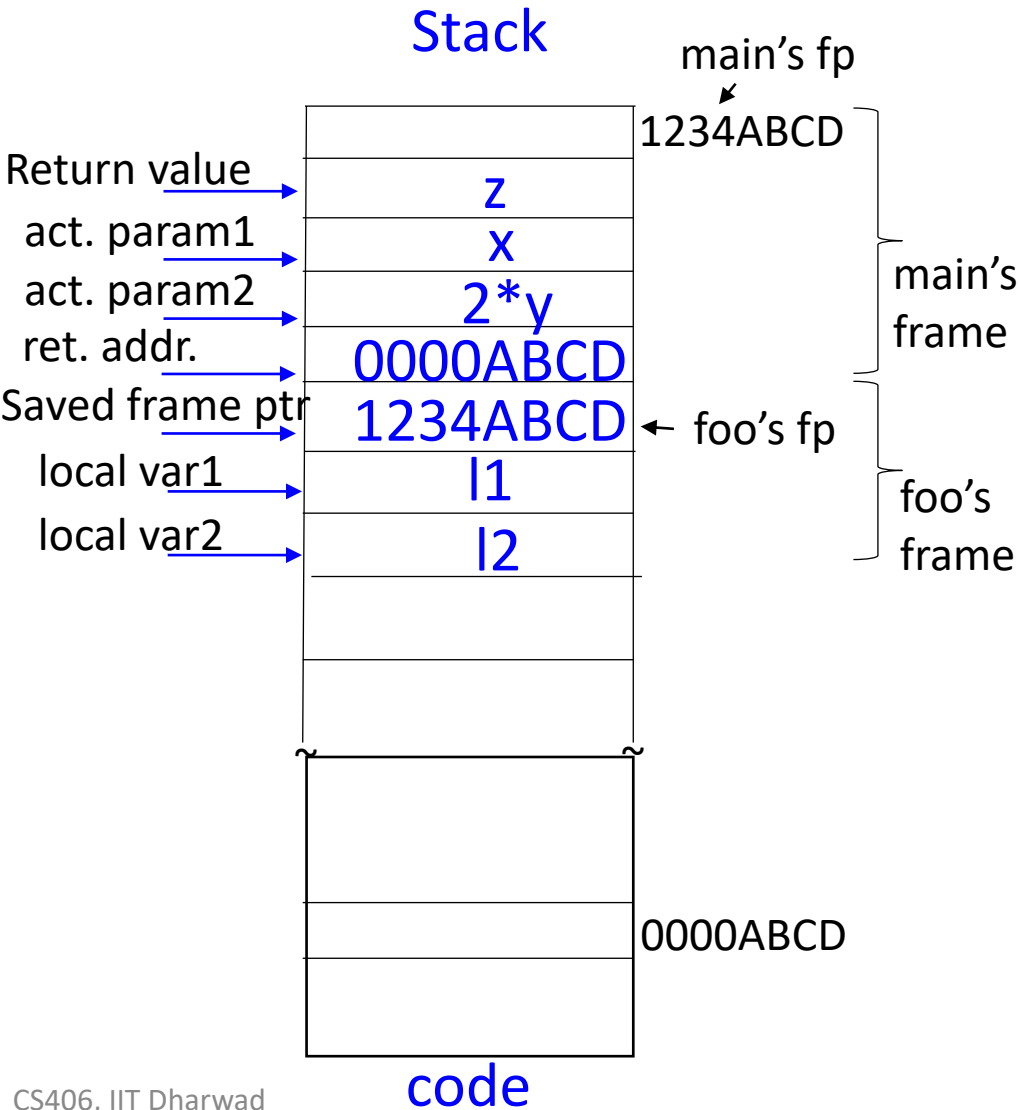 Stack
main's fp
1234ABCD
Return value
z
act. param1
x
act. param2
2*y
main's
frame
ret. addr.
0000ABCD
Saved frame ptr
1234ABCD
foo's fp
local var1
l1
foo's
frame
local var2
l2
~ ~
0000ABCD
code
CS406, IIT Dharwad